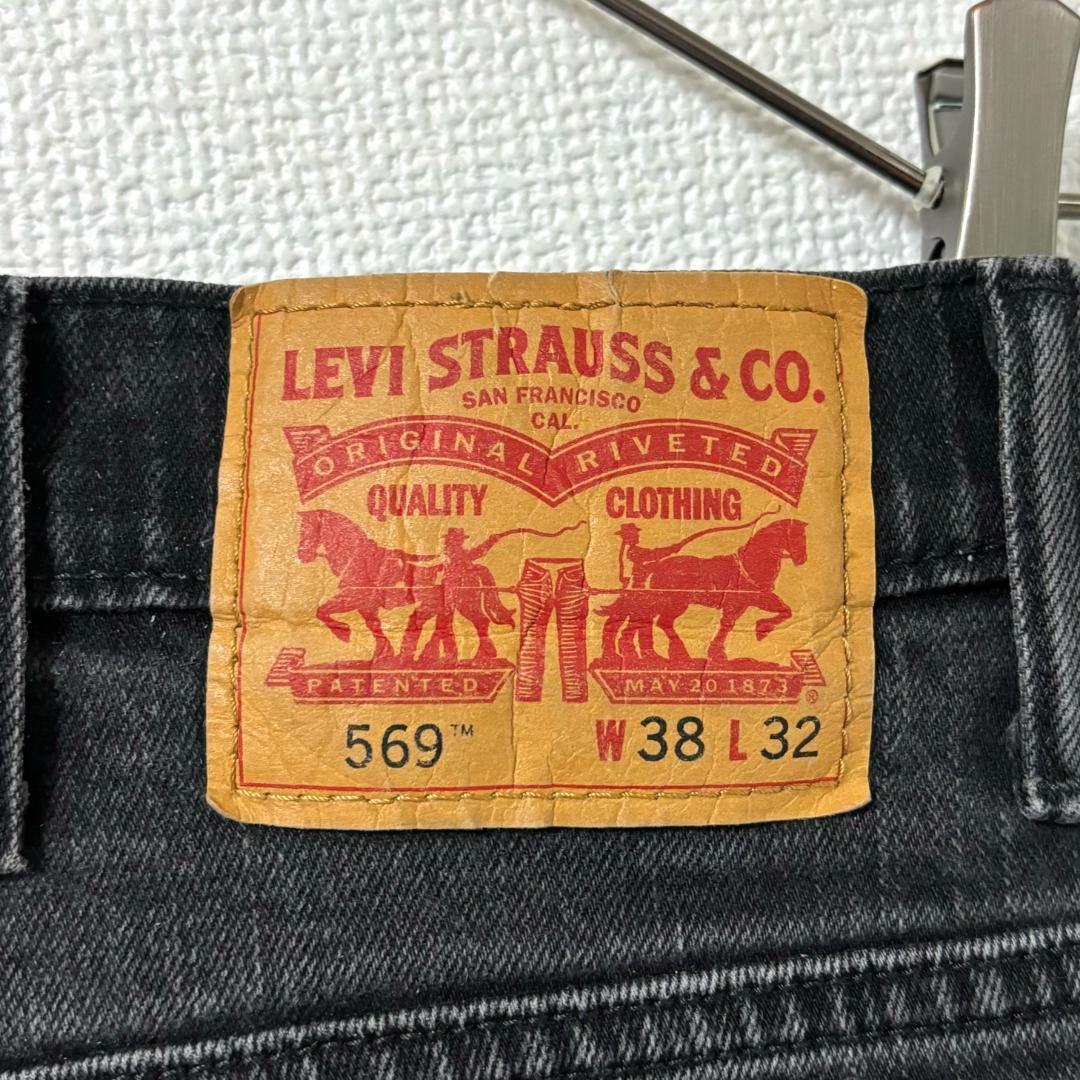 LEVI STRAUSS & CO.
SAN FRANCISCO
CAL.
ORIGINAL RIVETED
QUALITY CLOTHING
PATENTED MAY 20 1873 ®
569™ W 38 L 32